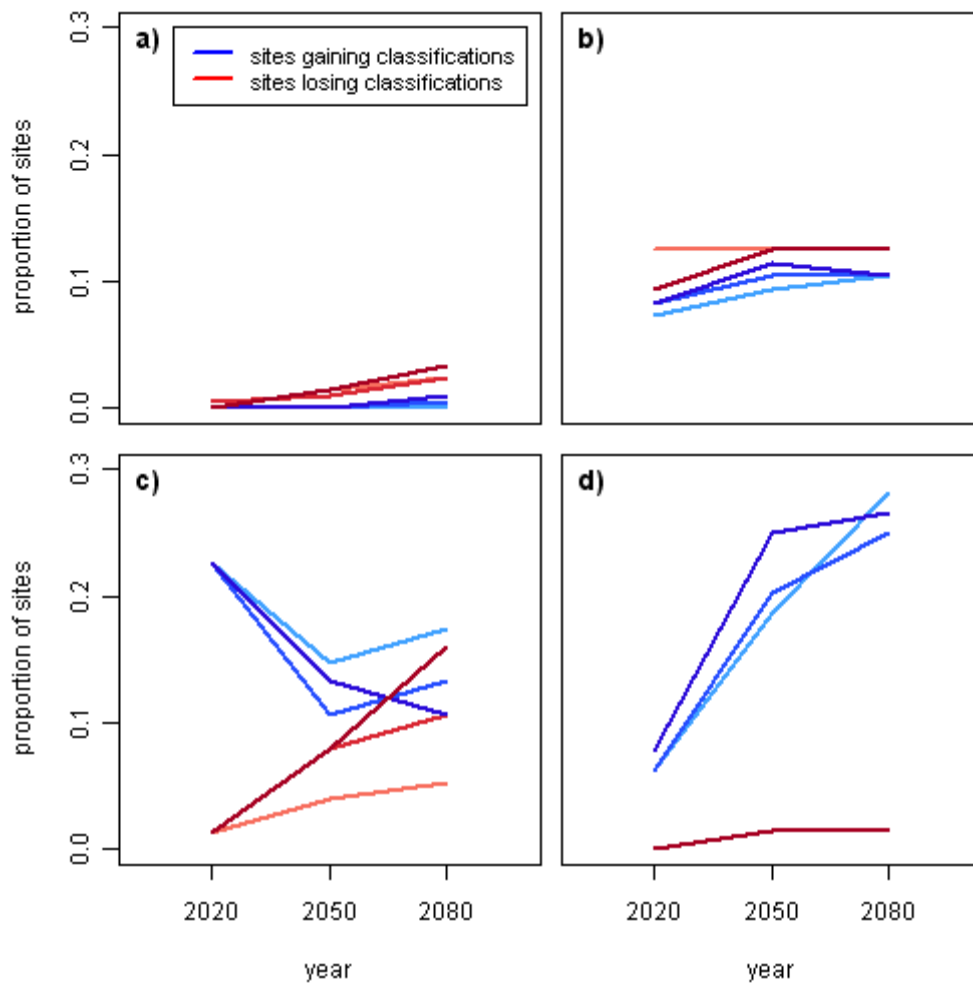 a)
sites gaining classifications
sites losing classifications
b)
proportion of sites
0.3
0.2
0.1
0.0
c)
d)
proportion of sites
0.3
0.2
0.1
0.0
2020 2050 2080
2020 2050 2080
year
year